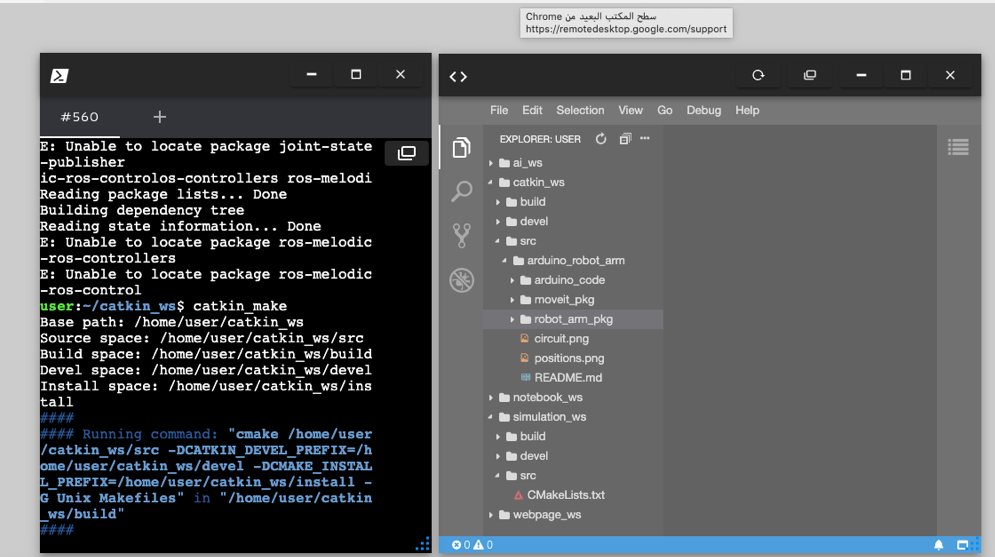 سطح المكتب البعيد من Chrome
https://remotedesktop.google.com/support
#560
E: Unable to locate package joint-state
-publisher
ic-ros-controlos-controllers ros-melodi
Reading package lists... Done
Building dependency tree
Reading state information... Done
E: Unable to locate package ros-melodic
-ros-controllers
E: Unable to locate package ros-melodic
-ros-control
user:~/catkin_ws$ catkin_make
Base path: /home/user/catkin_ws
Source space: /home/user/catkin_ws/src
Build space: /home/user/catkin_ws/build
Devel space: /home/user/catkin_ws/devel
Install space: /home/user/catkin_ws/ins
tall
####
#### Running command: "cmake /home/user
/catkin_ws/src -DCATKIN_DEVEL_PREFIX=/h
ome/user/catkin_ws/devel -DCMAKE_INSTAL
L_PREFIX=/home/user/catkin_ws/install -
G Unix Makefiles" in "/home/user/catkin
_ws/build"
####
File Edit Selection View Go Debug Help
EXPLORER: USER
ai_ws
catkin_ws
build
devel
src
arduino_robot_arm
arduino_code
moveit_pkg
robot_arm_pkg
circuit.png
positions.png
README.md
notebook_ws
simulation_ws
build
devel
src
CMakeLists.txt
webpage_ws
0 0